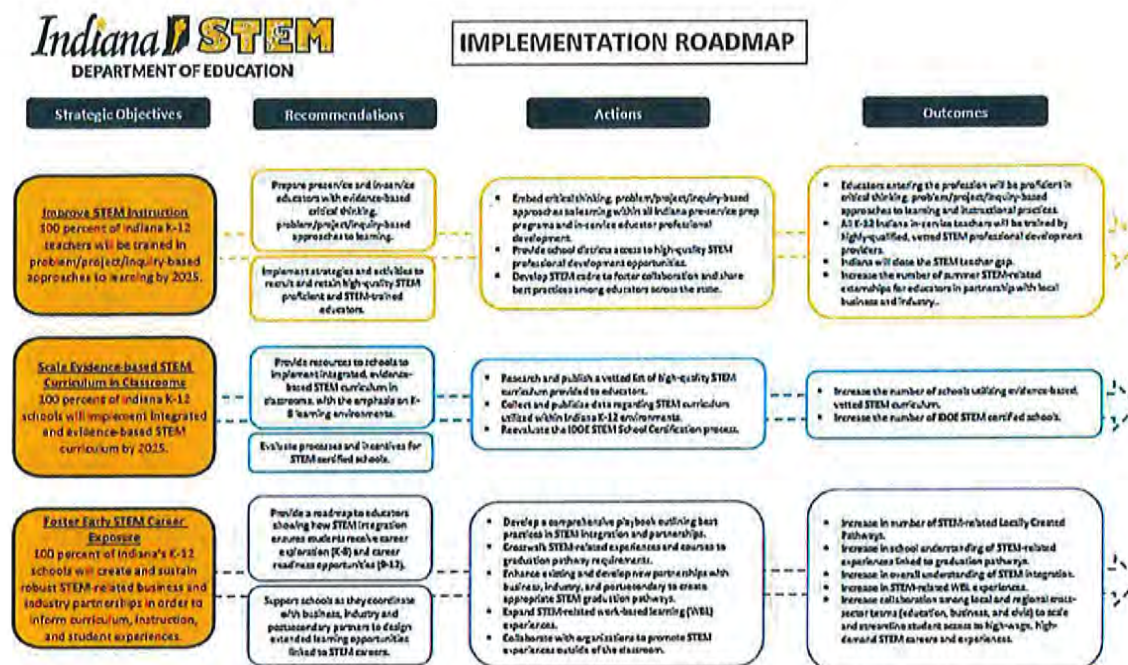 Indiana STEM
DEPARTMENT OF EDUCATION
IMPLEMENTATION ROADMAP
Strategic Objectives
Recommendations
Actions
Outcomes
Improve STEM Instruction
100 percent of Indiana K-12
teachers will be trained in
problem/project/inquiry-based
approaches to learning by 2025.
Prepare preservice and in-service
educators with evidence-based
critical thinking,
problem/project/inquiry-based
approaches to learning.
Implement strategies and activities to
recruit and retain high-quality STEM
proficient and STEM-trained
educators.
▪ Embed critical thinking, problem/project/inquiry-based
approaches to learning within all Indiana pre-service prep
programs and in-service educator professional
development.
▪ Provide school districts access to high-quality STEM
professional development opportunities.
▪ Develop STEM cadre to foster collaboration and share
best practices among educators across the state.
▪ Educators entering the profession will be proficient in
critical thinking, problem/project/inquiry-based
approaches to learning and instructional practices.
▪ All K-12 Indiana in-service teachers will be trained by
highly-qualified, vetted STEM professional development
providers.
▪ Indiana will close the STEM teacher gap.
▪ Increase the number of summer STEM-related
externships for educators in partnership with local
business and industry.
Scale Evidence-based STEM
Curriculum in Classrooms
100 percent of Indiana K-12
schools will implement integrated
and evidence-based STEM
curriculum by 2025.
Provide resources to schools to
implement integrated, evidence-
based STEM curriculum in
classrooms, with the emphasis on K-
8 learning environments.
Evaluate processes and incentives for
STEM certified schools.
▪ Research and publish a vetted list of high-quality STEM
curriculum provided to educators.
▪ Collect and publicize data regarding STEM curriculum
utilized within Indiana K-12 environments.
▪ Reevaluate the IDOE STEM School Certification process.
▪ Increase the number of schools utilizing evidence-based,
vetted STEM curriculum.
▪ Increase the number of IDOE STEM certified schools.
Foster Early STEM Career
Exposure
100 percent of Indiana's K-12
schools will create and sustain
robust STEM-related business and
industry partnerships in order to
inform curriculum, instruction,
and student experiences.
Provide a roadmap to educators
showing how STEM integration
ensures students receive career
exploration (K-8) and career
readiness opportunities (9-12).
Support schools as they coordinate
with business, industry and
postsecondary partners to design
extended learning opportunities
linked to STEM careers.
▪ Develop a comprehensive playbook outlining best
practices in STEM integration and partnerships.
▪ Crosswalk STEM-related experiences and courses to
graduation pathway requirements.
▪ Enhance existing and develop new partnerships with
business, industry, and postsecondary to create
appropriate STEM graduation pathways.
▪ Expand STEM-related work-based learning (WBL)
experiences.
▪ Collaborate with organizations to promote STEM
experiences outside of the classroom.
▪ Increase in number of STEM-related Locally Created
Pathways.
▪ Increase in school understanding of STEM-related
experiences linked to graduation pathways.
▪ Increase in overall understanding of STEM integration.
▪ Increase in STEM-related WBL experiences.
▪ Increase collaboration among local and regional cross-
sector teams (education, business, and civic) to scale
and streamline student access to high-wage, high-
demand STEM careers and experiences.